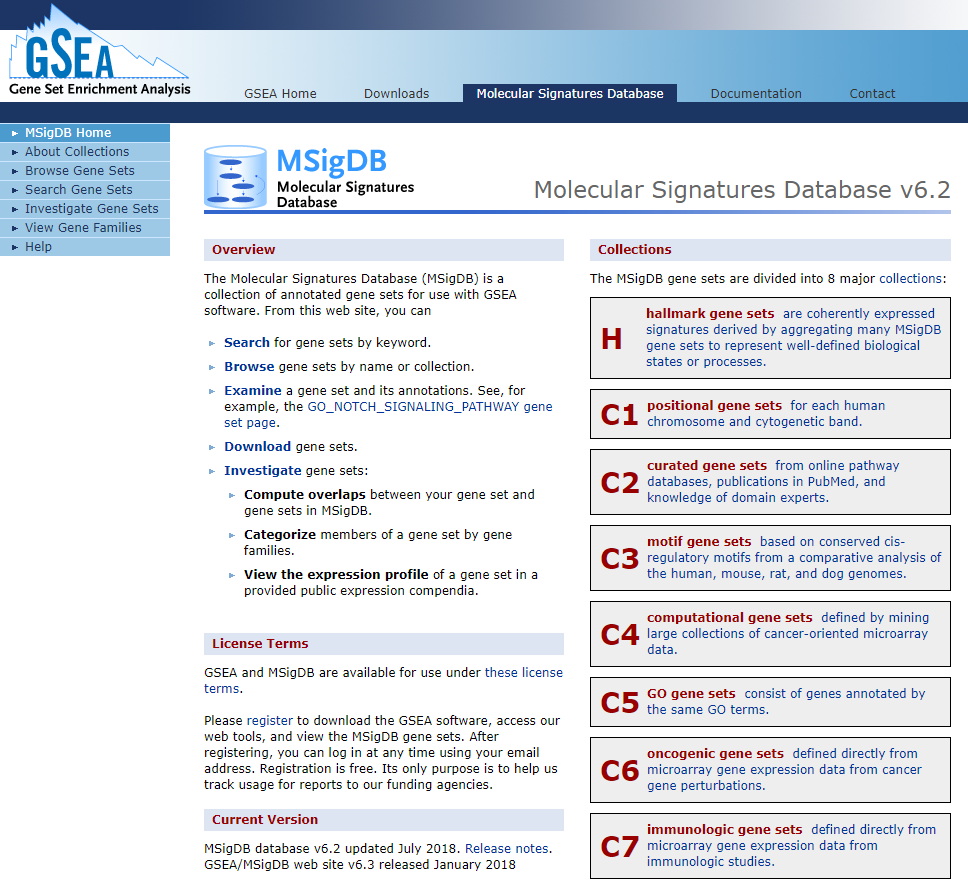 GSEA
Gene Set Enrichment Analysis
GSEA Home
Downloads
Molecular Signatures Database
Documentation
Contact
MSigDB Home
About Collections
Browse Gene Sets
Search Gene Sets
Investigate Gene Sets
View Gene Families
Help
MSigDB
Molecular Signatures
Database
Molecular Signatures Database v6.2
Overview
The Molecular Signatures Database (MSigDB) is a
collection of annotated gene sets for use with GSEA
software. From this web site, you can
Search for gene sets by keyword.
Browse gene sets by name or collection.
Examine a gene set and its annotations. See, for
example, the GO_NOTCH_SIGNALING_PATHWAY gene
set page.
Download gene sets.
Investigate gene sets:
Compute overlaps between your gene set and
gene sets in MSigDB.
Categorize members of a gene set by gene
families.
View the expression profile of a gene set in a
provided public expression compendia.
License Terms
GSEA and MSigDB are available for use under these license
terms.
Please register to download the GSEA software, access our
web tools, and view the MSigDB gene sets. After
registering, you can log in at any time using your email
address. Registration is free. Its only purpose is to help us
track usage for reports to our funding agencies.
Current Version
MSigDB database v6.2 updated July 2018. Release notes.
GSEA/MSigDB web site v6.3 released January 2018
Collections
The MSigDB gene sets are divided into 8 major collections:
H
hallmark gene sets are coherently expressed
signatures derived by aggregating many MSigDB
gene sets to represent well-defined biological
states or processes.
C1
positional gene sets for each human
chromosome and cytogenetic band.
C2
curated gene sets from online pathway
databases, publications in PubMed, and
knowledge of domain experts.
C3
motif gene sets based on conserved cis-
regulatory motifs from a comparative analysis of
the human, mouse, rat, and dog genomes.
C4
computational gene sets defined by mining
large collections of cancer-oriented microarray
data.
C5
GO gene sets consist of genes annotated by
the same GO terms.
C6
oncogenic gene sets defined directly from
microarray gene expression data from cancer
gene perturbations.
C7
immunologic gene sets defined directly from
microarray gene expression data from
immunologic studies.